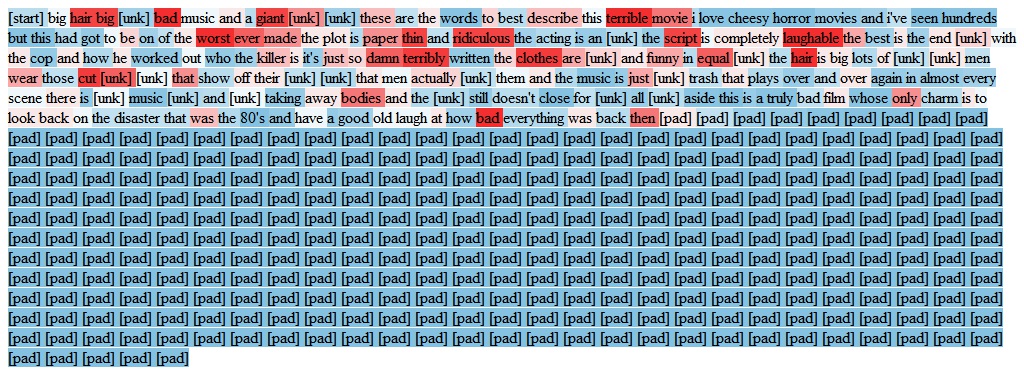 [start] big hair big [unk] bad music and a giant [unk] [unk] these are the words to best describe this terrible movie i love cheesy horror movies and i've seen hundreds
but this had got to be on of the worst ever made the plot is paper thin and ridiculous the acting is an [unk] the script is completely laughable the best is the end [unk] with
the cop and how he worked out who the killer is it's just so damn terribly written the clothes are [unk] and funny in equal [unk] the hair is big lots of [unk] [unk] men
wear those cut [unk] [unk] that show off their [unk] [unk] that men actually [unk] them and the music is just [unk] trash that plays over and over again in almost every
scene there is [unk] music [unk] and [unk] taking away bodies and the [unk] still doesn't close for [unk] all [unk] aside this is a truly bad film whose only charm is to
look back on the disaster that was the 80's and have a good old laugh at how bad everything was back then [pad] [pad] [pad] [pad] [pad] [pad] [pad] [pad] [pad]
[pad] [pad] [pad] [pad] [pad] [pad] [pad] [pad] [pad] [pad] [pad] [pad] [pad] [pad] [pad] [pad] [pad] [pad] [pad] [pad] [pad] [pad] [pad] [pad] [pad] [pad] [pad]
[pad] [pad] [pad] [pad] [pad] [pad] [pad] [pad] [pad] [pad] [pad] [pad] [pad] [pad] [pad] [pad] [pad] [pad] [pad] [pad] [pad] [pad] [pad] [pad] [pad] [pad] [pad]
[pad] [pad] [pad] [pad] [pad] [pad] [pad] [pad] [pad] [pad] [pad] [pad] [pad] [pad] [pad] [pad] [pad] [pad] [pad] [pad] [pad] [pad] [pad] [pad] [pad] [pad] [pad]
[pad] [pad] [pad] [pad] [pad] [pad] [pad] [pad] [pad] [pad] [pad] [pad] [pad] [pad] [pad] [pad] [pad] [pad] [pad] [pad] [pad] [pad] [pad] [pad] [pad] [pad] [pad]
[pad] [pad] [pad] [pad] [pad] [pad] [pad] [pad] [pad] [pad] [pad] [pad] [pad] [pad] [pad] [pad] [pad] [pad] [pad] [pad] [pad] [pad] [pad] [pad] [pad] [pad] [pad]
[pad] [pad] [pad] [pad] [pad] [pad] [pad] [pad] [pad] [pad] [pad] [pad] [pad] [pad] [pad] [pad] [pad] [pad] [pad] [pad] [pad] [pad] [pad] [pad] [pad] [pad] [pad]
[pad] [pad] [pad] [pad] [pad] [pad] [pad] [pad] [pad] [pad] [pad] [pad] [pad] [pad] [pad] [pad] [pad] [pad] [pad] [pad] [pad] [pad] [pad] [pad] [pad] [pad] [pad]
[pad] [pad] [pad] [pad] [pad] [pad] [pad] [pad] [pad] [pad] [pad] [pad] [pad] [pad] [pad] [pad] [pad] [pad] [pad] [pad] [pad] [pad] [pad] [pad] [pad] [pad] [pad]
[pad] [pad] [pad] [pad] [pad] [pad] [pad] [pad] [pad] [pad] [pad] [pad] [pad] [pad] [pad] [pad] [pad] [pad] [pad] [pad] [pad] [pad] [pad] [pad] [pad] [pad] [pad]
[pad] [pad] [pad] [pad] [pad] [pad] [pad] [pad] [pad] [pad] [pad] [pad] [pad] [pad] [pad] [pad] [pad] [pad] [pad] [pad] [pad] [pad] [pad] [pad] [pad] [pad] [pad]
[pad] [pad] [pad] [pad] [pad] [pad] [pad] [pad] [pad] [pad] [pad] [pad] [pad] [pad] [pad] [pad] [pad] [pad] [pad] [pad] [pad] [pad] [pad] [pad] [pad] [pad] [pad]
[pad] [pad] [pad] [pad] [pad]